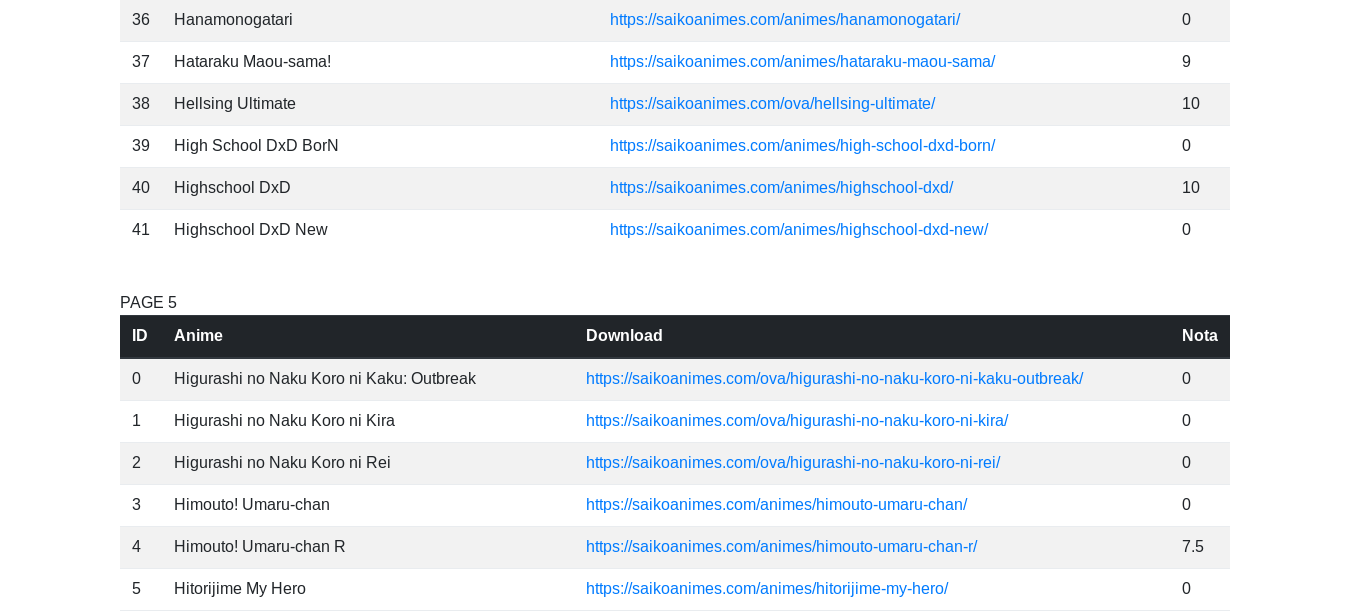 36 Hanamonogatari https://saikoanimes.com/animes/hanamonogatari/ 0
37 Hataraku Maou-sama! https://saikoanimes.com/animes/hataraku-maou-sama/ 9
38 Hellsing Ultimate https://saikoanimes.com/ova/hellsing-ultimate/ 10
39 High School DxD BorN https://saikoanimes.com/animes/high-school-dxd-born/ 0
40 Highschool DxD https://saikoanimes.com/animes/highschool-dxd/ 10
41 Highschool DxD New https://saikoanimes.com/animes/highschool-dxd-new/ 0
PAGE 5
ID Anime Download Nota
0 Higurashi no Naku Koro ni Kaku: Outbreak https://saikoanimes.com/ova/higurashi-no-naku-koro-ni-kaku-outbreak/ 0
1 Higurashi no Naku Koro ni Kira https://saikoanimes.com/ova/higurashi-no-naku-koro-ni-kira/ 0
2 Higurashi no Naku Koro ni Rei https://saikoanimes.com/ova/higurashi-no-naku-koro-ni-rei/ 0
3 Himouto! Umaru-chan https://saikoanimes.com/animes/himouto-umaru-chan/ 0
4 Himouto! Umaru-chan R https://saikoanimes.com/animes/himouto-umaru-chan-r/ 7.5
5 Hitorijime My Hero https://saikoanimes.com/animes/hitorijime-my-hero/ 0